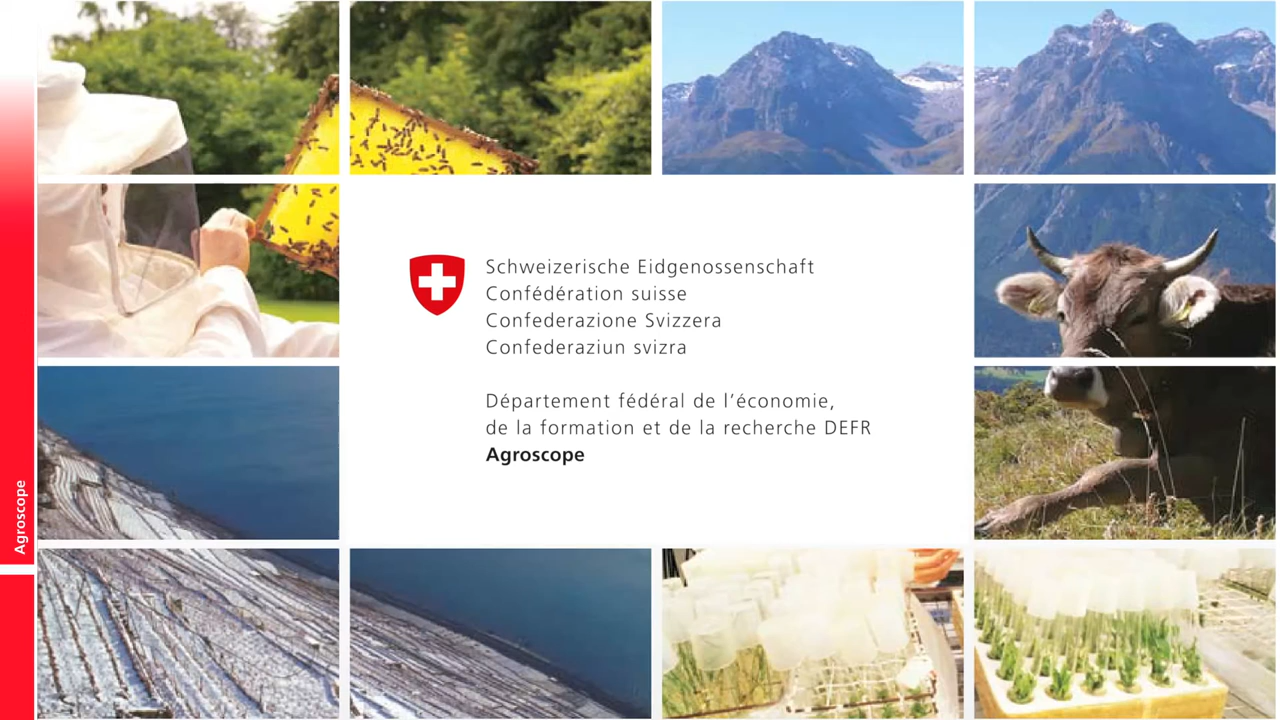 Schweizerische Eidgenossenschaft
Confédération suisse
Confederazione Svizzera
Confederaziun svizra
Département fédéral de l'économie,
de la formation et de la recherche DEFR
Agroscope
Agroscope